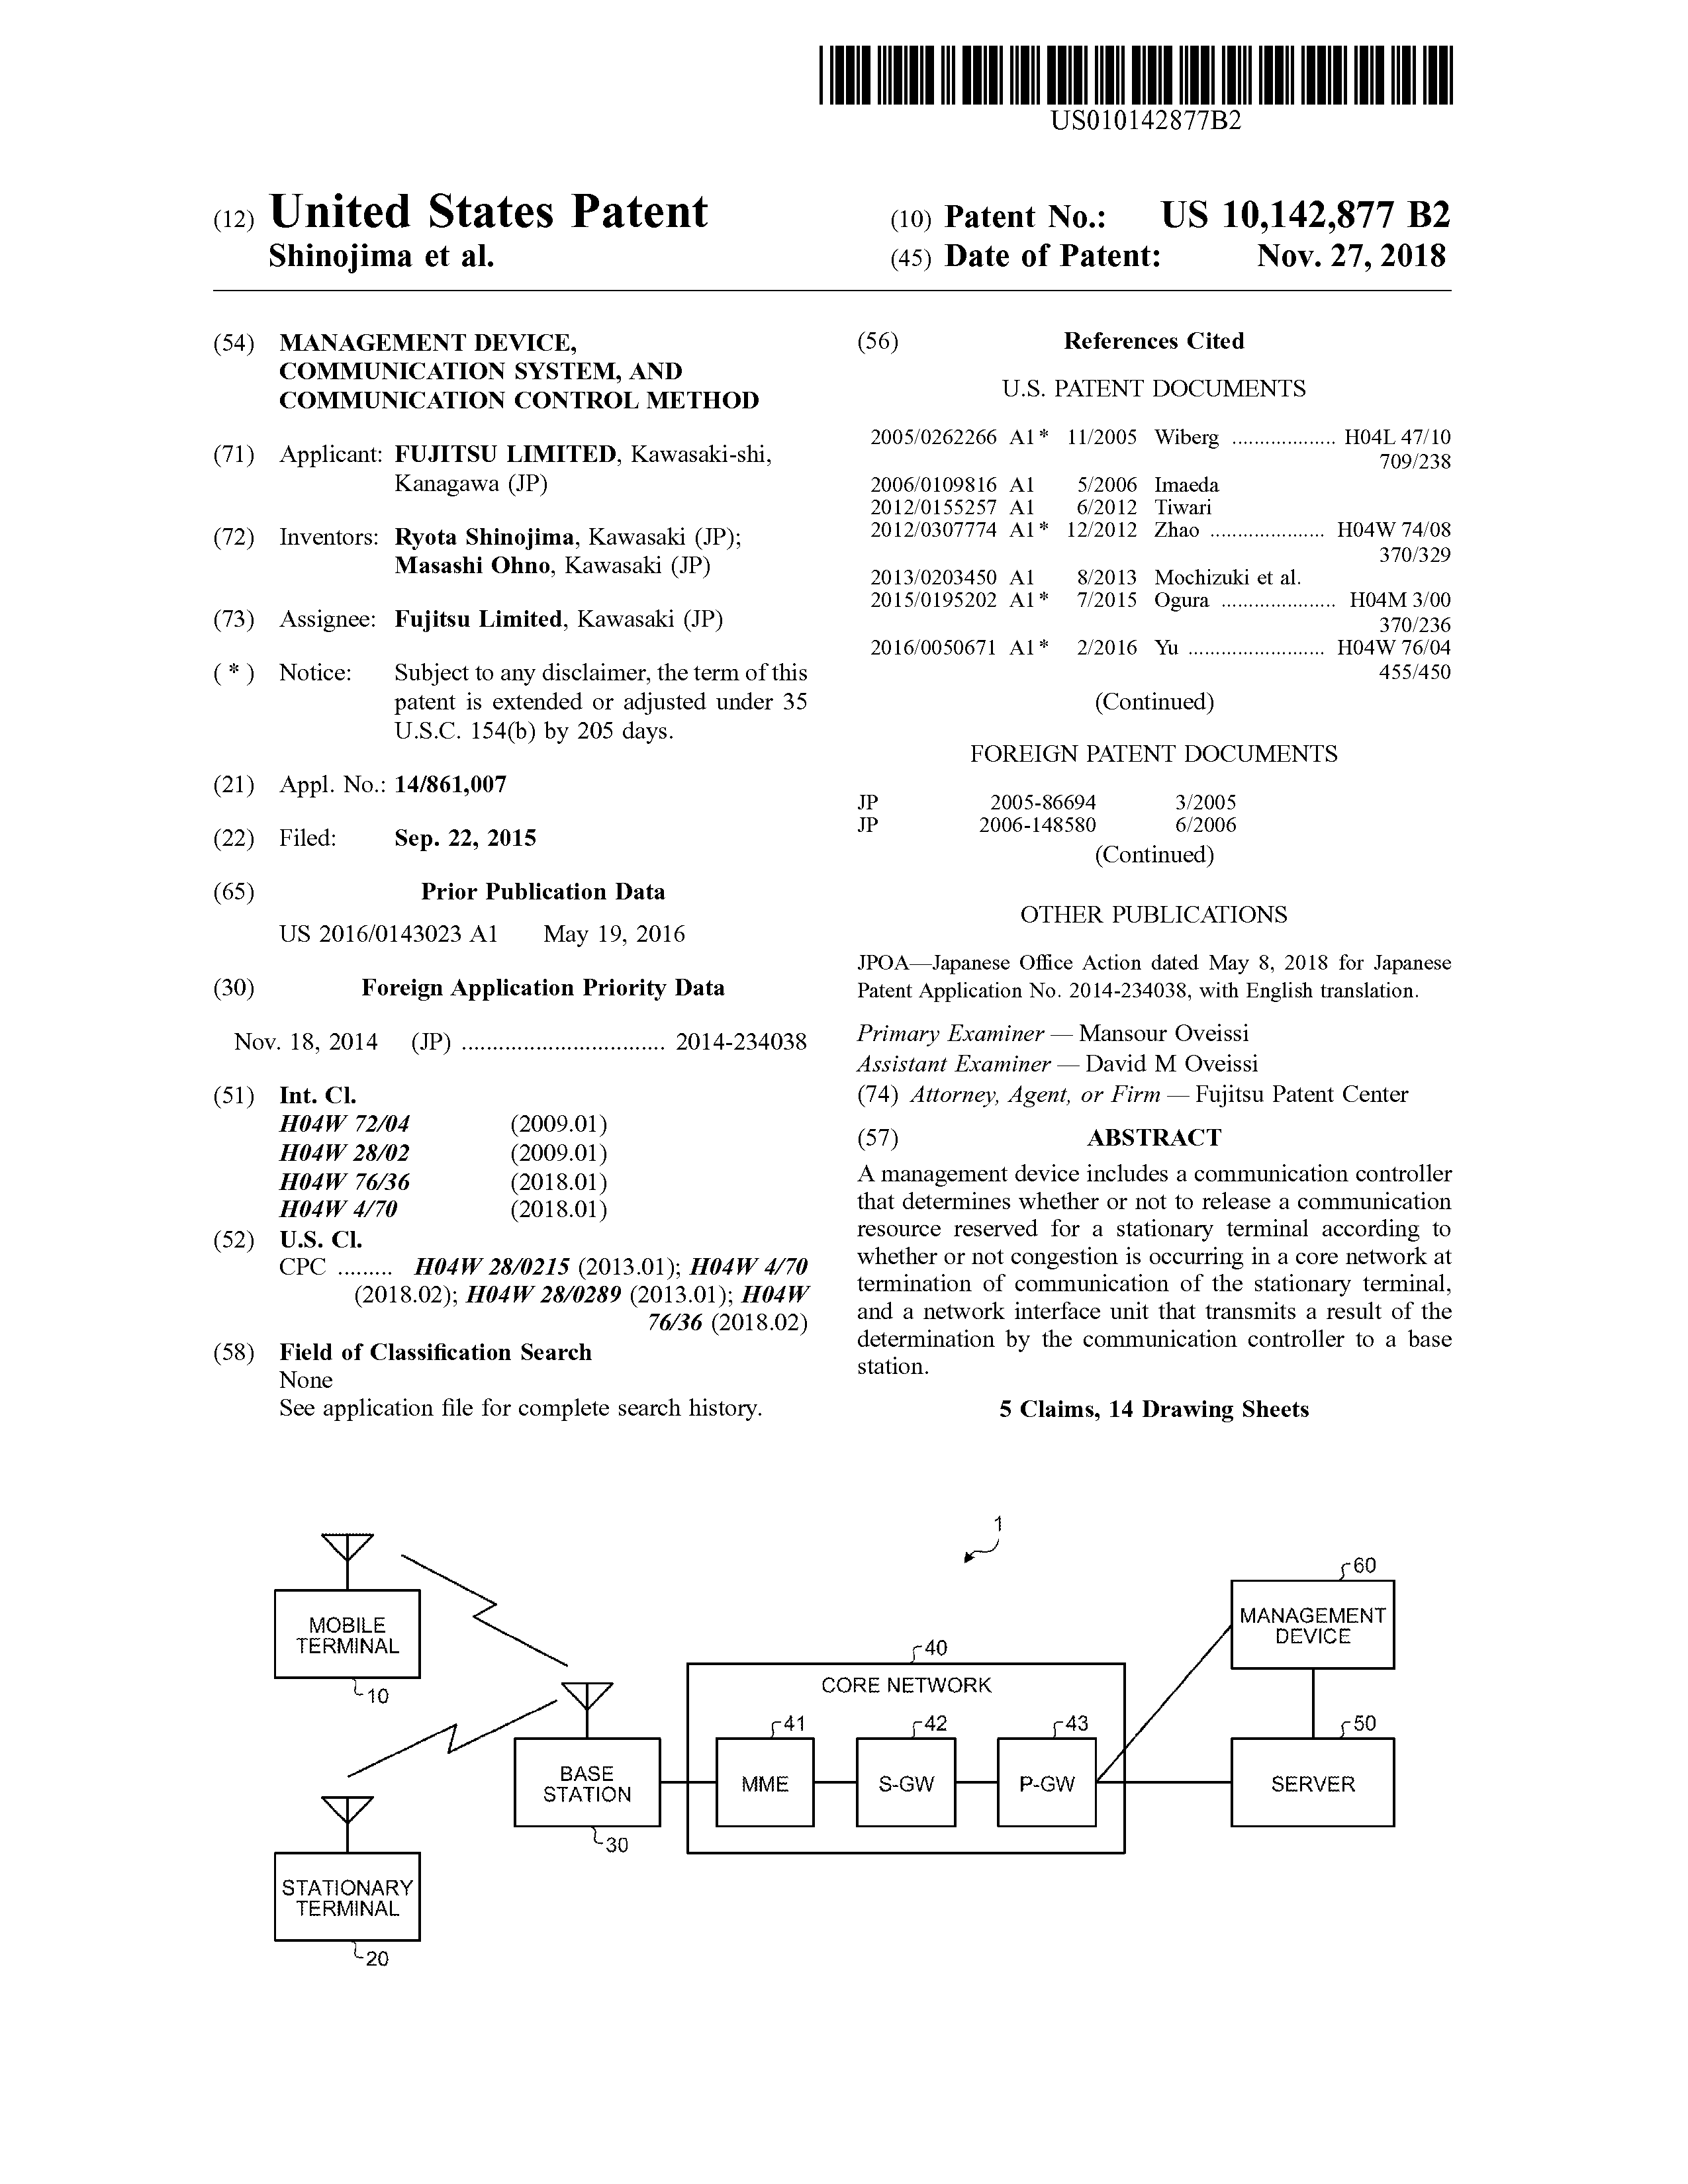 US010142877B2
(12) United States Patent
Shinojima et al.
(10) Patent No.: US 10,142,877 B2
(45) Date of Patent: Nov. 27, 2018
(54) MANAGEMENT DEVICE,
COMMUNICATION SYSTEM, AND
COMMUNICATION CONTROL METHOD
(71) Applicant: FUJITSU LIMITED, Kawasaki-shi,
Kanagawa (JP)
(72) Inventors: Ryota Shinojima, Kawasaki (JP);
Masashi Ohno, Kawasaki (JP)
(73) Assignee: Fujitsu Limited, Kawasaki (JP)
( * ) Notice: Subject to any disclaimer, the term of this
patent is extended or adjusted under 35
U.S.C. 154(b) by 205 days.
(21) Appl. No.: 14/861,007
(22) Filed: Sep. 22, 2015
(65) Prior Publication Data
US 2016/0143023 A1 May 19, 2016
(30) Foreign Application Priority Data
Nov. 18, 2014 (JP) ................................. 2014-234038
(51) Int. Cl.
H04W 72/04 (2009.01)
H04W 28/02 (2009.01)
H04W 76/36 (2018.01)
H04W 4/70 (2018.01)
(52) U.S. Cl.
CPC ......... H04W 28/0215 (2013.01); H04W 4/70
(2018.02); H04W 28/0289 (2013.01); H04W
76/36 (2018.02)
(58) Field of Classification Search
None
See application file for complete search history.
(56) References Cited
U.S. PATENT DOCUMENTS
2005/0262266 A1* 11/2005 Wiberg ................... H04L 47/10
709/238
2006/0109816 A1 5/2006 Imaeda
2012/0155257 A1 6/2012 Tiwari
2012/0307774 A1* 12/2012 Zhao ..................... H04W 74/08
370/329
2013/0203450 A1 8/2013 Mochizuki et al.
2015/0195202 A1* 7/2015 Ogura ..................... H04M 3/00
370/236
2016/0050671 A1* 2/2016 Yu ......................... H04W 76/04
455/450
(Continued)
FOREIGN PATENT DOCUMENTS
JP 2005-86694 3/2005
JP 2006-148580 6/2006
(Continued)
OTHER PUBLICATIONS
JPOA—Japanese Office Action dated May 8, 2018 for Japanese
Patent Application No. 2014-234038, with English translation.
Primary Examiner — Mansour Oveissi
Assistant Examiner — David M Oveissi
(74) Attorney, Agent, or Firm — Fujitsu Patent Center
(57) ABSTRACT
A management device includes a communication controller
that determines whether or not to release a communication
resource reserved for a stationary terminal according to
whether or not congestion is occurring in a core network at
termination of communication of the stationary terminal,
and a network interface unit that transmits a result of the
determination by the communication controller to a base
station.
5 Claims, 14 Drawing Sheets
1
MOBILE
TERMINAL
10
STATIONARY
TERMINAL
20
BASE
STATION
30
40
CORE NETWORK
41
MME
42
S-GW
43
P-GW
60
MANAGEMENT
DEVICE
50
SERVER